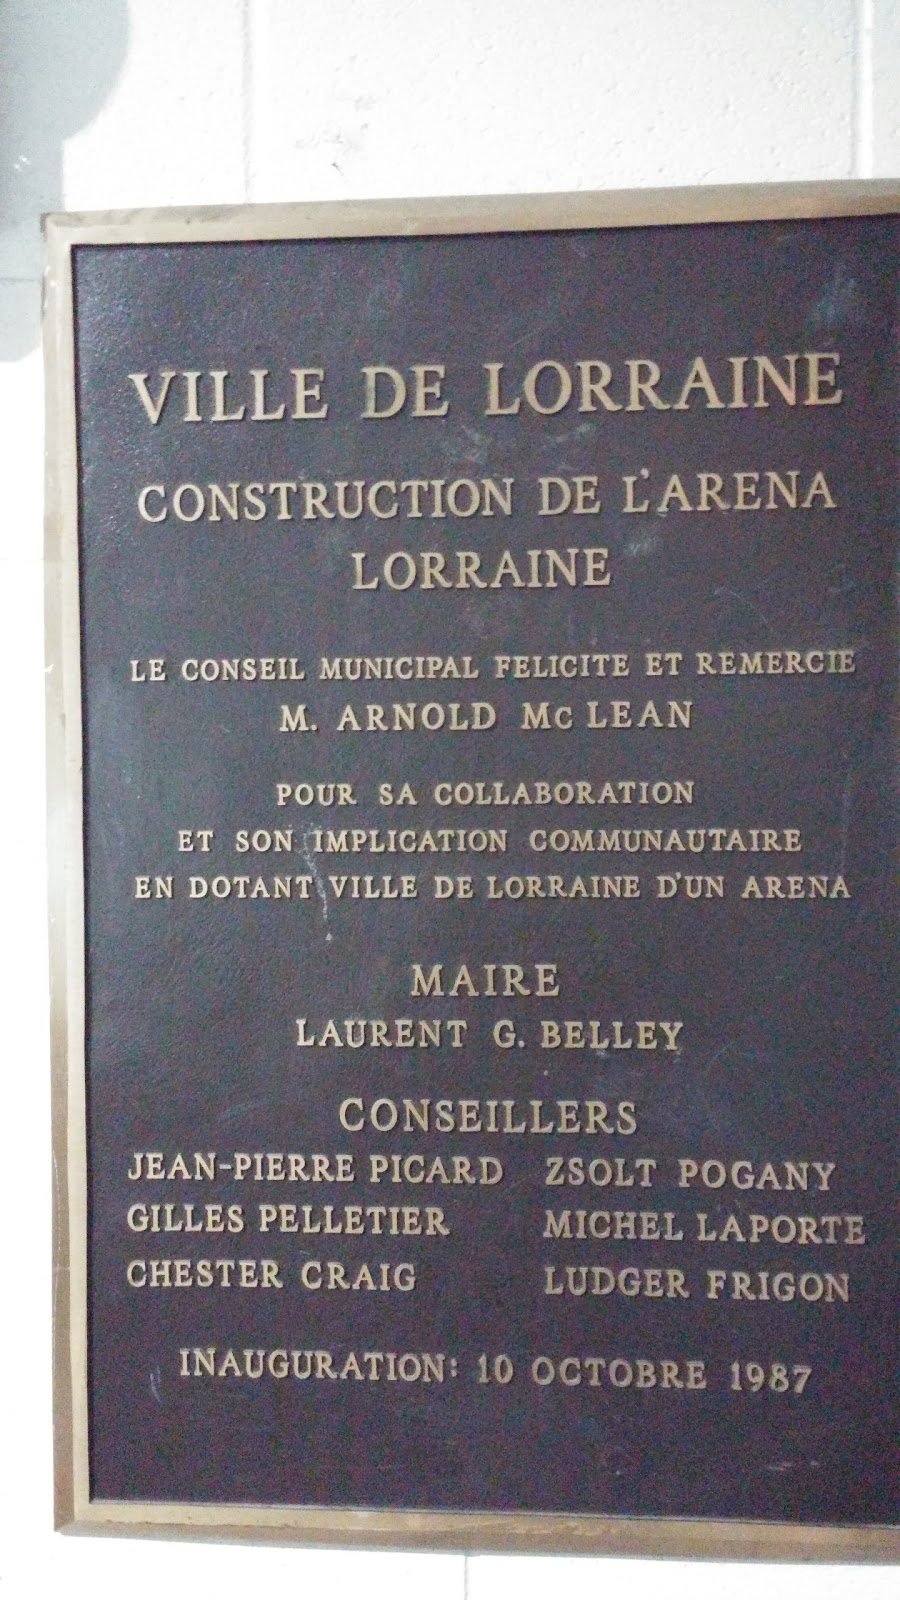 VILLE DE LORRAINE
CONSTRUCTION DE L'ARENA
LORRAINE
LE CONSEIL MUNICIPAL FELICITE ET REMERCIE
M. ARNOLD Mc LEAN
POUR SA COLLABORATION
ET SON IMPLICATION COMMUNAUTAIRE
EN DOTANT VILLE DE LORRAINE D'UN ARENA
MAIRE
LAURENT G. BELLEY
CONSEILLERS
JEAN-PIERRE PICARD ZSOLT POGANY
GILLES PELLETIER MICHEL LAPORTE
CHESTER CRAIG LUDGER FRIGON
INAUGURATION: 10 OCTOBRE 1987